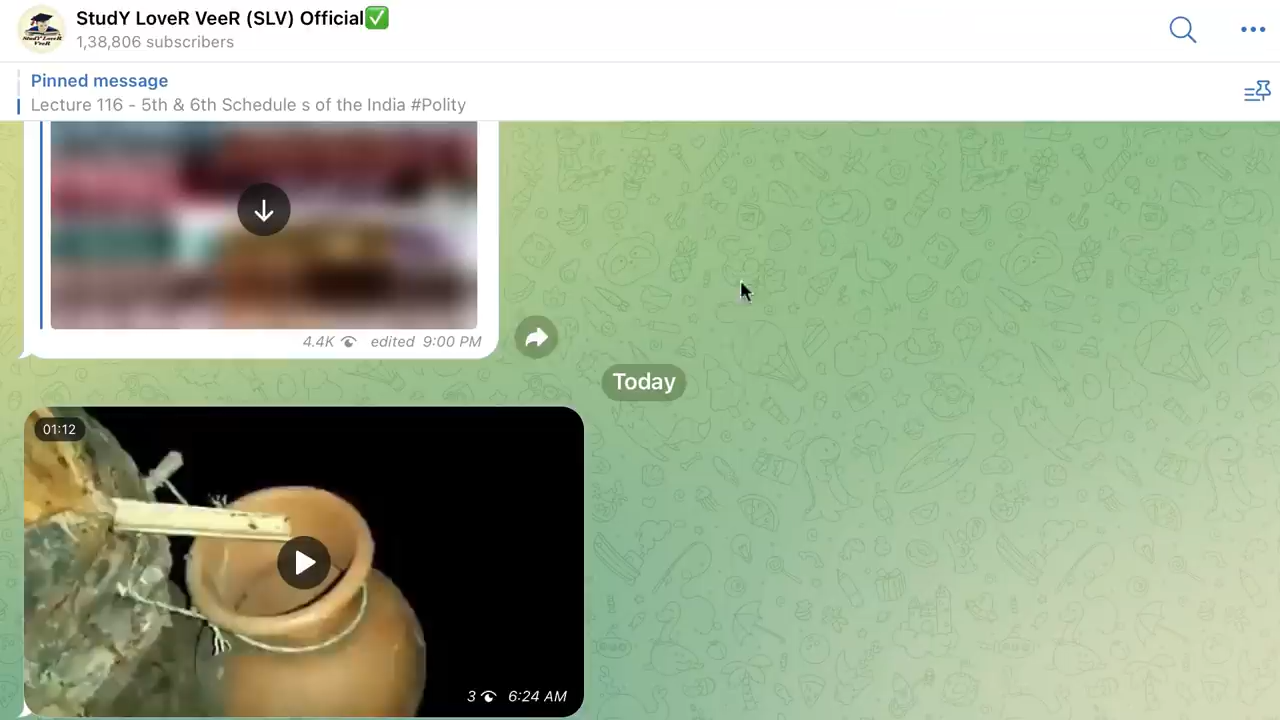 StudY LoveR VeeR (SLV) Official✅
1,38,806 subscribers
Pinned message
Lecture 116 - 5th & 6th Schedule s of the India #Polity
4.4K edited 9:00 PM
Today
01:12
3 6:24 AM